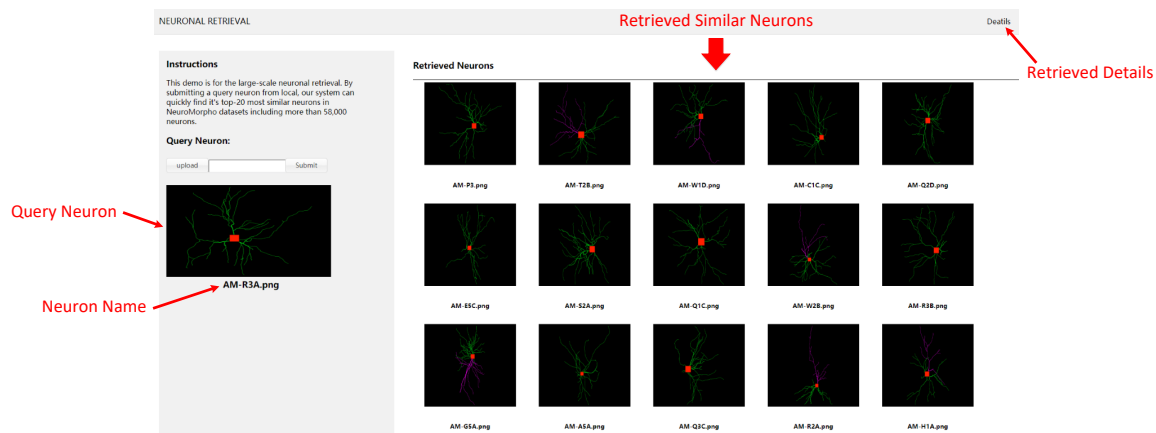 NEURONAL RETRIEVAL
Retrieved Similar Neurons
Deatils
Retrieved Details
Instructions
This demo is for the large-scale neuronal retrieval. By
submitting a query neuron from local, our system can
quickly find it's top-20 most similar neurons in
NeuroMorpho datasets including more than 58,000
neurons.
Query Neuron:
upload Submit
Query Neuron
AM-R3A.png
Neuron Name
Retrieved Neurons
AM-P3.png AM-T2B.png AM-W1D.png AM-C1C.png AM-Q2D.png
AM-E5C.png AM-S2A.png AM-Q1C.png AM-W2B.png AM-R3B.png
AM-G5A.png AM-A5A.png AM-Q3C.png AM-R2A.png AM-H1A.png